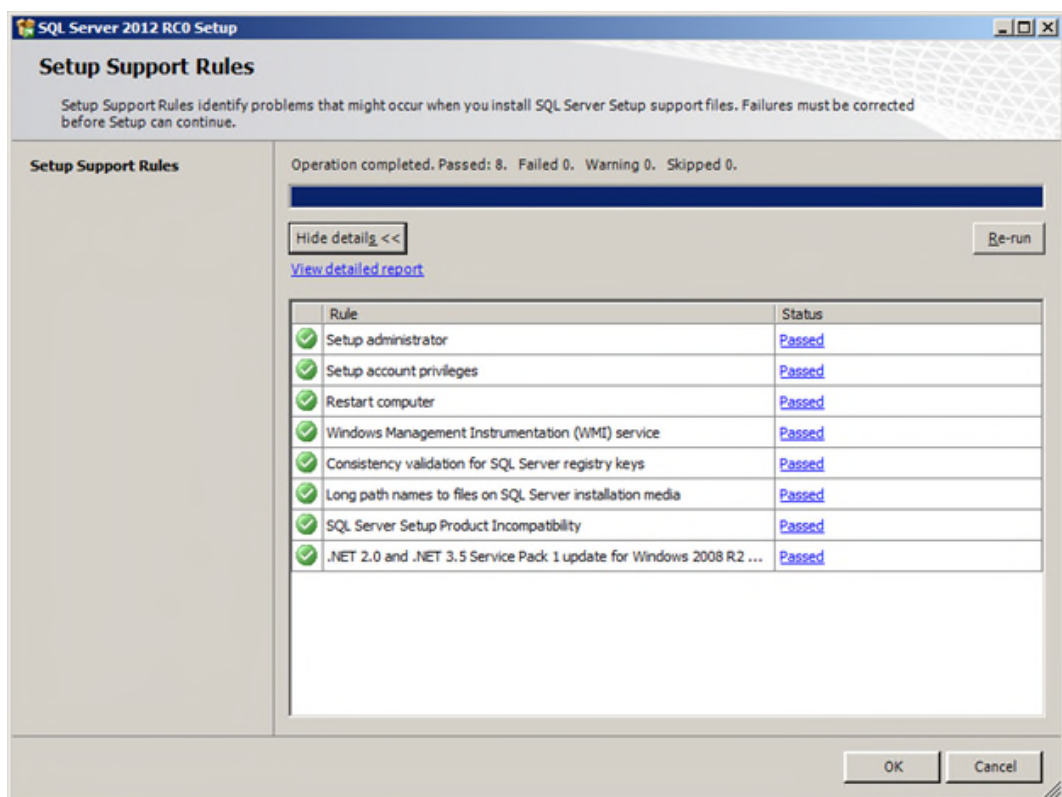 SQL Server 2012 RC0 Setup
Setup Support Rules
Setup Support Rules identify problems that might occur when you install SQL Server Setup support files. Failures must be corrected
before Setup can continue.
Setup Support Rules
Operation completed. Passed: 8. Failed 0. Warning 0. Skipped 0.
Hide details <<
Re-run
View detailed report
Rule Status
Setup administrator Passed
Setup account privileges Passed
Restart computer Passed
Windows Management Instrumentation (WMI) service Passed
Consistency validation for SQL Server registry keys Passed
Long path names to files on SQL Server installation media Passed
SQL Server Setup Product Incompatibility Passed
.NET 2.0 and .NET 3.5 Service Pack 1 update for Windows 2008 R2 ... Passed
OK Cancel